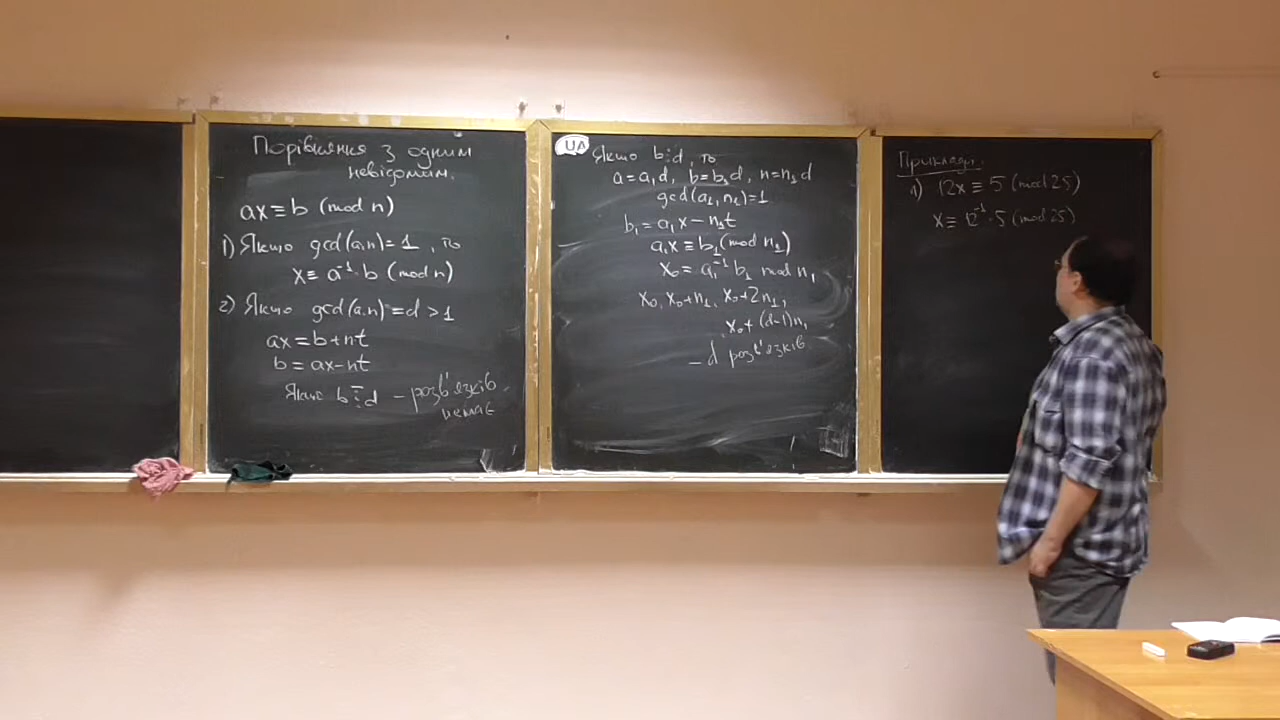 Порівняння з одним
невідомим.
ax ≡ b (mod n)
1) Якщо gcd(a,n)=1, то
x ≡ a⁻¹·b (mod n)
2) Якщо gcd(a,n)=d>1
ax = b+nt
b = ax-nt
Якщо b ⋮̅ d – розв'язків
немає
UA
Якщо b⋮d, то
a=a₁d, b=b₁d, n=n₁d
gcd(a₁,n₁)=1
b₁=a₁x-n₁t
a₁x ≡ b₁(mod n₁)
x₀ = a₁⁻¹b₁ mod n₁
x₀, x₀+n₁, x₀+2n₁,
x₀+(d-1)n₁
– d розв'язків.
Приклади.
1) 12x ≡ 5 (mod 25)
x ≡ 12⁻¹·5 (mod 25)